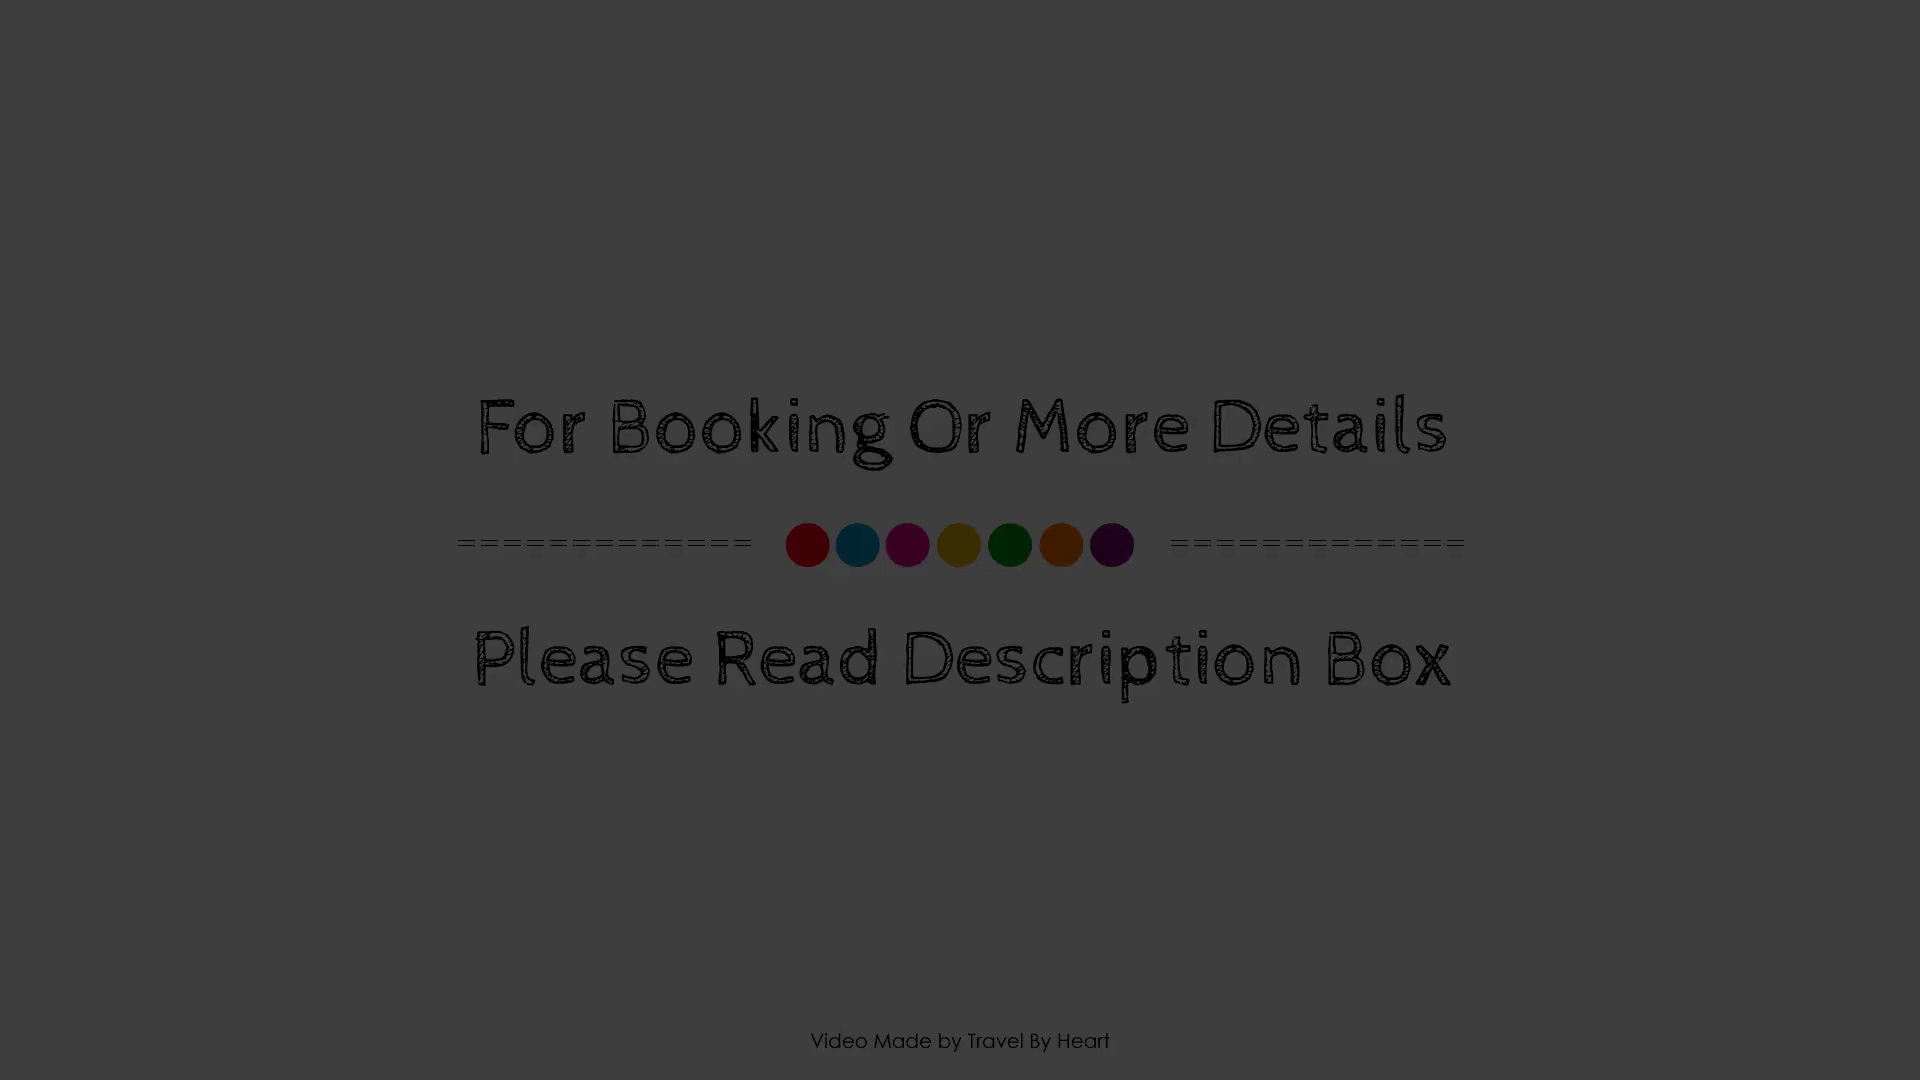 For Booking Or More Details
============= =============
Please Read Description Box
Video Made by Travel By Heart